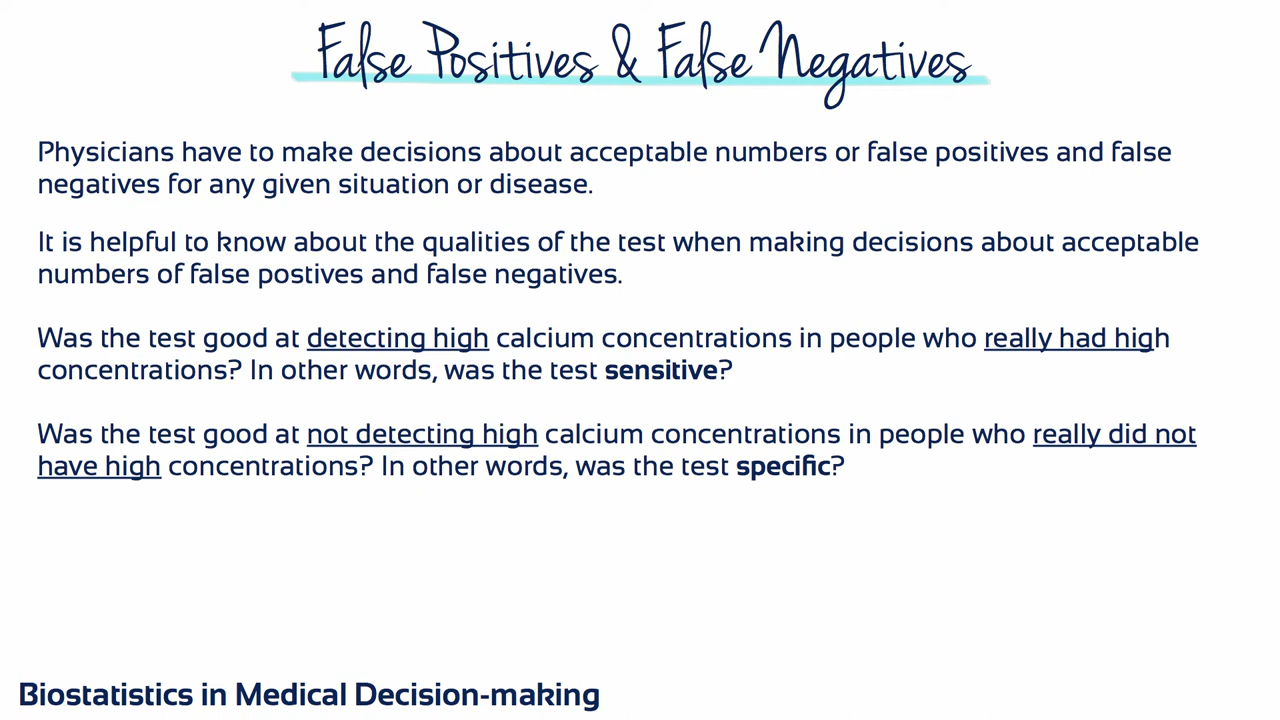 False Positives & False Negatives
Physicians have to make decisions about acceptable numbers or false positives and false
negatives for any given situation or disease.
It is helpful to know about the qualities of the test when making decisions about acceptable
numbers of false postives and false negatives.
Was the test good at detecting high calcium concentrations in people who really had high
concentrations? In other words, was the test sensitive?
Was the test good at not detecting high calcium concentrations in people who really did not
have high concentrations? In other words, was the test specific?
Biostatistics in Medical Decision-making